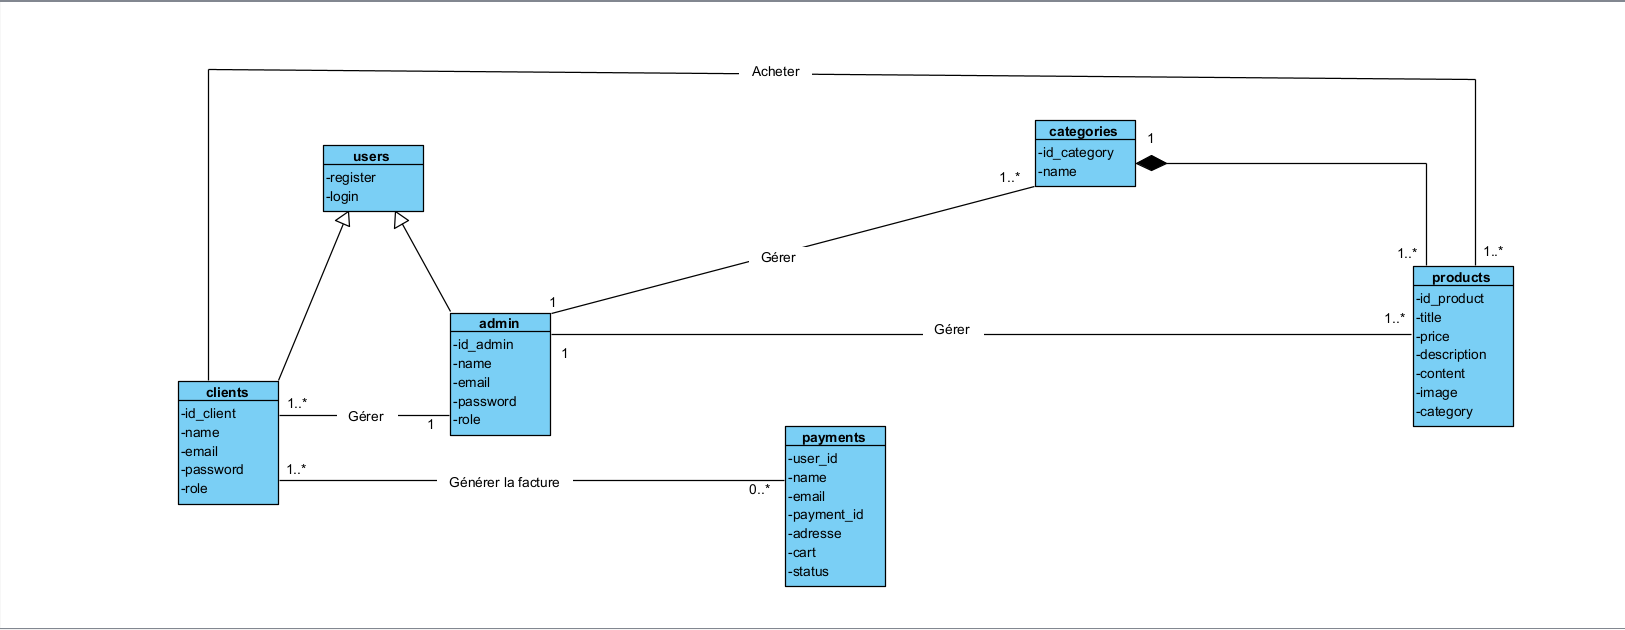 Acheter
categories
-id_category
-name
1
1..*
users
-register
-login
Gérer
1..*
1..*
products
-id_product
-title
-price
-description
-content
-image
-category
1
admin
-id_admin
-name
-email
-password
-role
1
Gérer
1..*
clients
-id_client
-name
-email
-password
-role
1..*
Gérer
1
1..*
Générer la facture
0..*
payments
-user_id
-name
-email
-payment_id
-adresse
-cart
-status